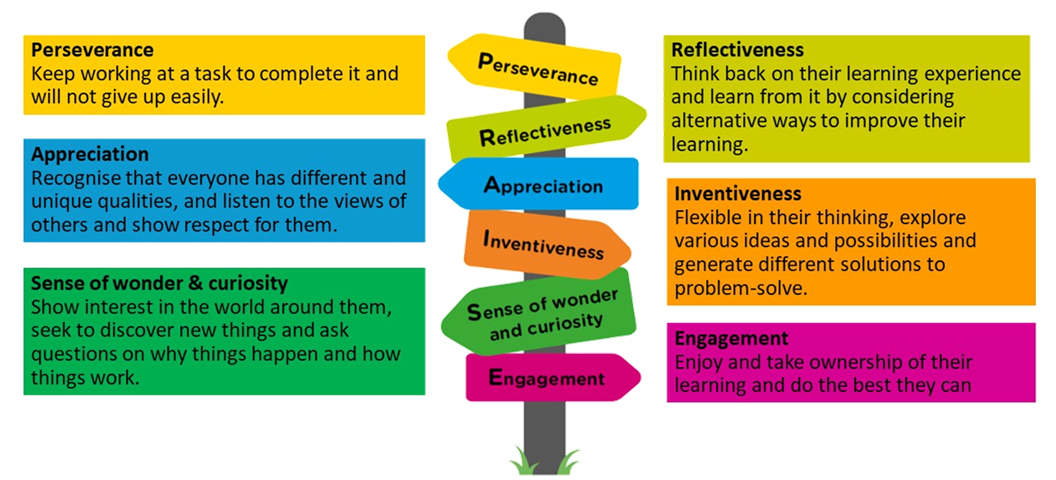 Perseverance
Keep working at a task to complete it and
will not give up easily.
Appreciation
Recognise that everyone has different and
unique qualities, and listen to the views of
others and show respect for them.
Sense of wonder & curiosity
Show interest in the world around them,
seek to discover new things and ask
questions on why things happen and how
things work.
Perseverance
Reflectiveness
Appreciation
Inventiveness
Sense of wonder
and curiosity
Engagement
Reflectiveness
Think back on their learning experience
and learn from it by considering
alternative ways to improve their
learning.
Inventiveness
Flexible in their thinking, explore
various ideas and possibilities and
generate different solutions to
problem-solve.
Engagement
Enjoy and take ownership of their
learning and do the best they can